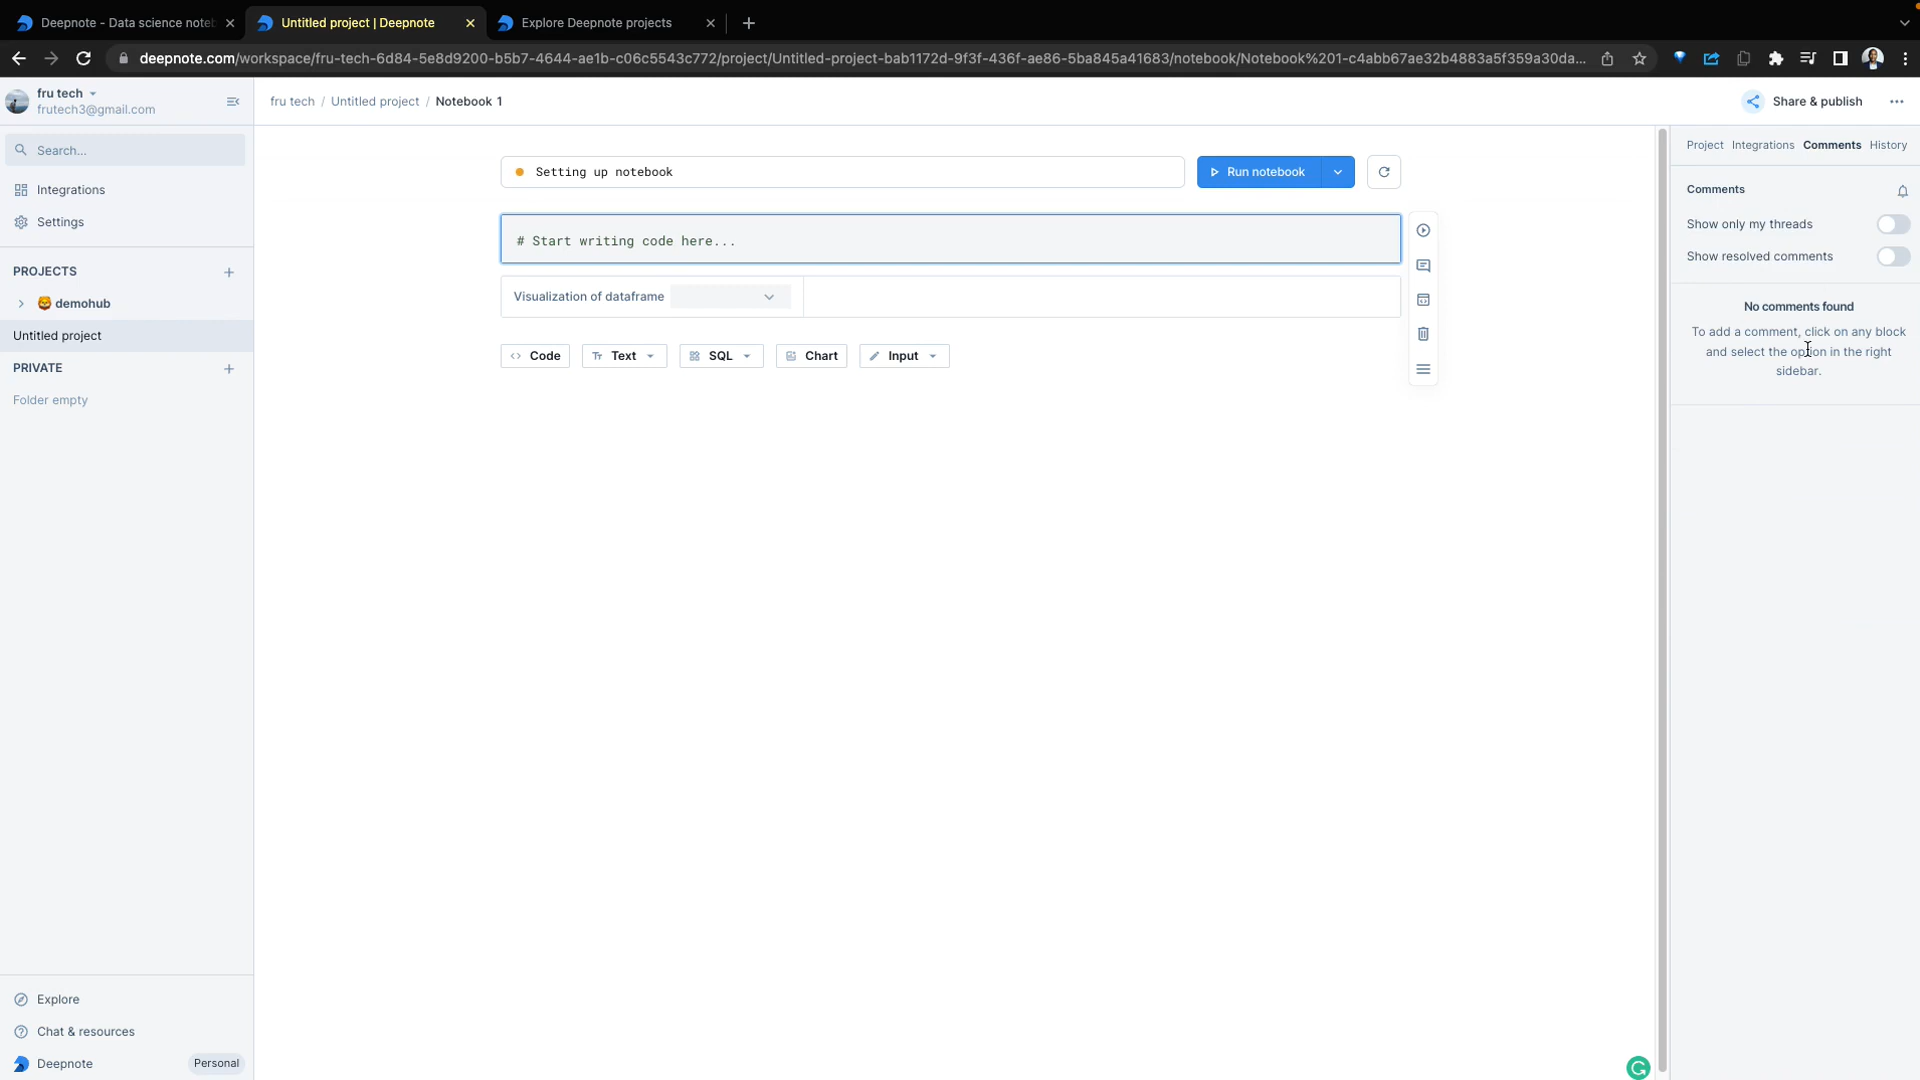 Deepnote - Data science noteb
Untitled project | Deepnote
Explore Deepnote projects
deepnote.com/workspace/fru-tech-6d84-5e8d9200-b5b7-4644-ae1b-c06c5543c772/project/Untitled-project-bab1172d-9f3f-436f-ae86-5ba845a41683/notebook/Notebook%201-c4abb67ae32b4883a5f359a30da...
fru tech
frutech3@gmail.com
Search...
Integrations
Settings
PROJECTS
demohub
Untitled project
PRIVATE
Folder empty
Explore
Chat & resources
Deepnote Personal
fru tech / Untitled project / Notebook 1
Share & publish
Setting up notebook
Run notebook
# Start writing code here...
Visualization of dataframe
Code Text SQL Chart Input
Project Integrations Comments History
Comments
Show only my threads
Show resolved comments
No comments found
To add a comment, click on any block
and select the option in the right
sidebar.